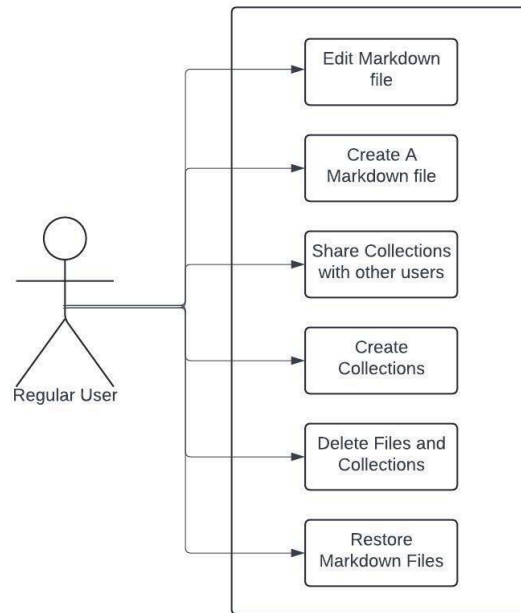 Edit Markdown
file
Create A
Markdown file
Share Collections
with other users
Create
Collections
Regular User
Delete Files and
Collections
Restore
Markdown Files